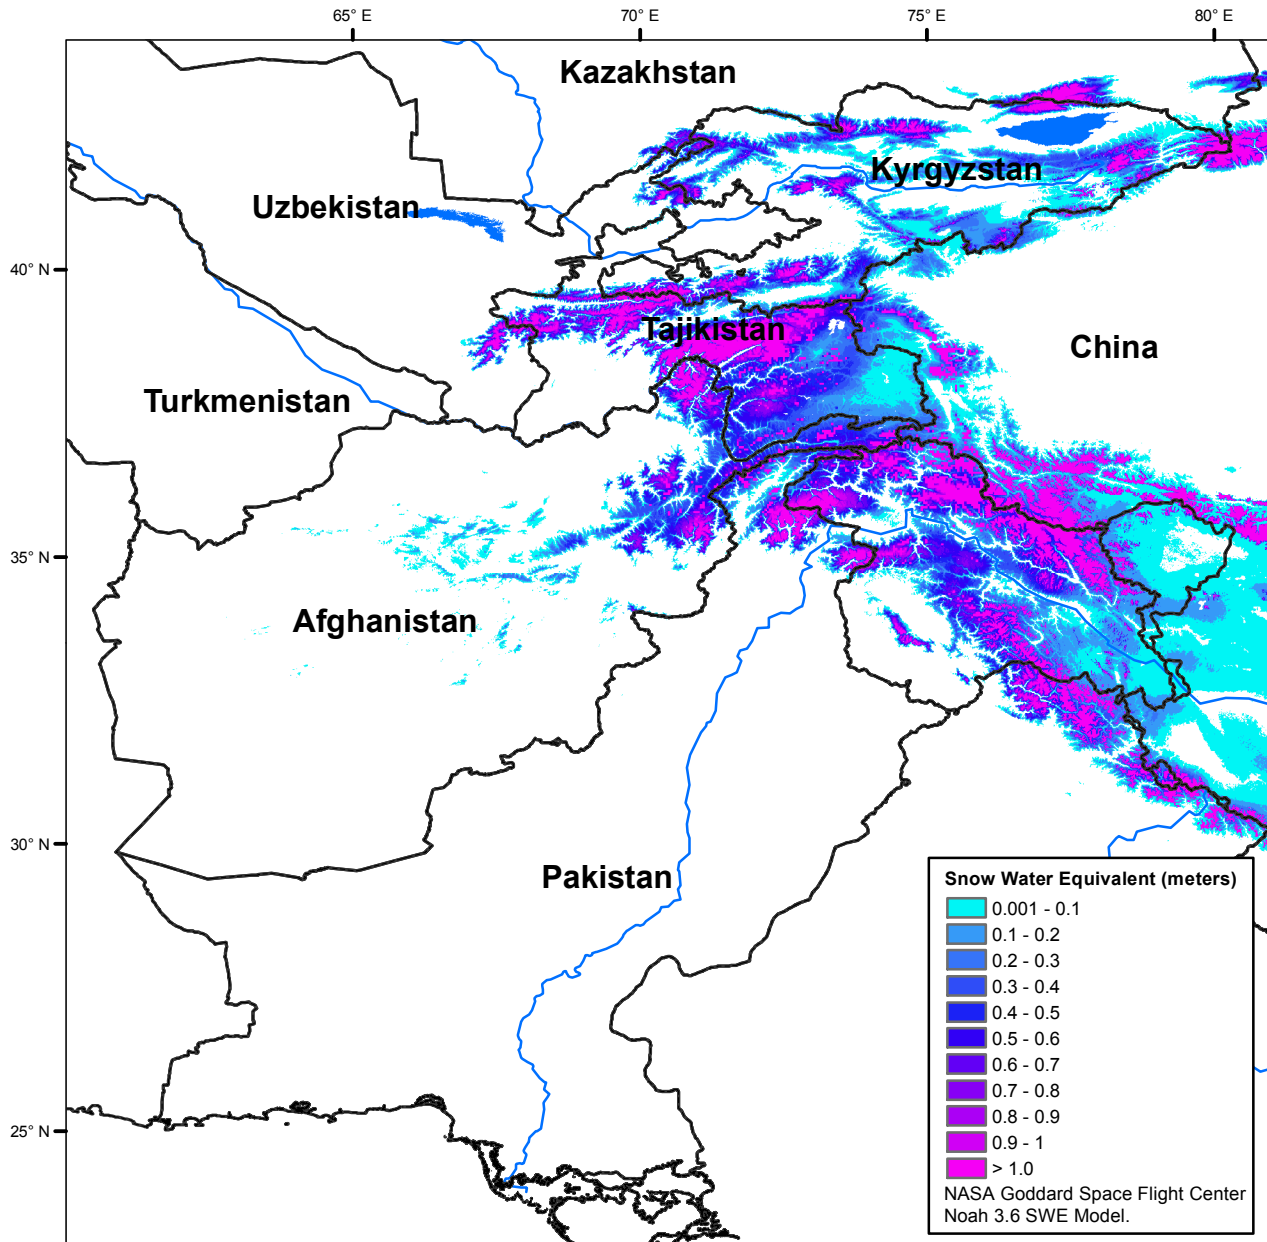 65° E
70° E
75° E
80° E
Kazakhstan
Kyrgyzstan
Uzbekistan
40° N
Tajikistan
China
Turkmenistan
35° N
Afghanistan
30° N
Pakistan
25° N
Snow Water Equivalent (meters)
0.001 - 0.1
0.1 - 0.2
0.2 - 0.3
0.3 - 0.4
0.4 - 0.5
0.5 - 0.6
0.6 - 0.7
0.7 - 0.8
0.8 - 0.9
0.9 - 1
> 1.0
NASA Goddard Space Flight Center
Noah 3.6 SWE Model.